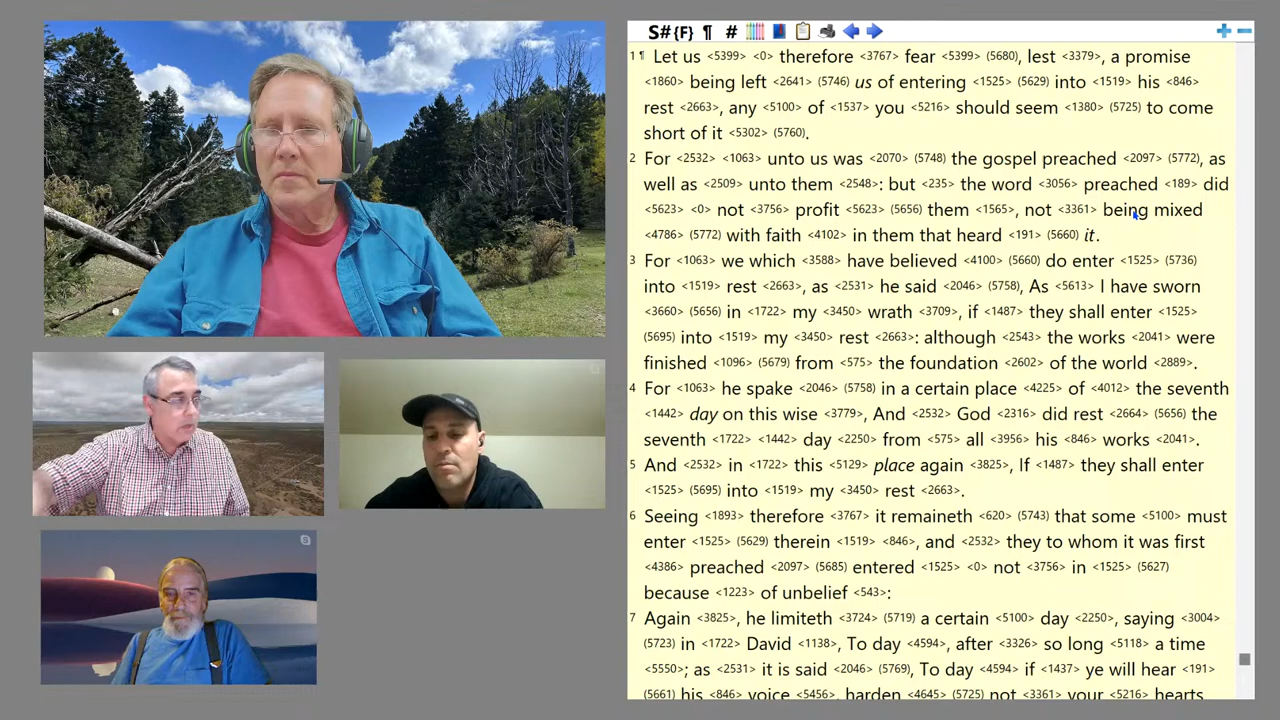 S# {F} ¶ #
1 ¶ Let us <5399> <0> therefore <3767> fear <5399> (5680), lest <3379>, a promise
<1860> being left <2641> (5746) us of entering <1525> (5629) into <1519> his <846>
rest <2663>, any <5100> of <1537> you <5216> should seem <1380> (5725) to come
short of it <5302> (5760).
2 For <2532> <1063> unto us was <2070> (5748) the gospel preached <2097> (5772), as
well as <2509> unto them <2548>: but <235> the word <3056> preached <189> did
<5623> <0> not <3756> profit <5623> (5656) them <1565>, not <3361> being mixed
<4786> (5772) with faith <4102> in them that heard <191> (5660) it.
3 For <1063> we which <3588> have believed <4100> (5660) do enter <1525> (5736)
into <1519> rest <2663>, as <2531> he said <2046> (5758), As <5613> I have sworn
<3660> (5656) in <1722> my <3450> wrath <3709>, if <1487> they shall enter <1525>
(5695) into <1519> my <3450> rest <2663>: although <2543> the works <2041> were
finished <1096> (5679) from <575> the foundation <2602> of the world <2889>.
4 For <1063> he spake <2046> (5758) in a certain place <4225> of <4012> the seventh
<1442> day on this wise <3779>, And <2532> God <2316> did rest <2664> (5656) the
seventh <1722> <1442> day <2250> from <575> all <3956> his <846> works <2041>.
5 And <2532> in <1722> this <5129> place again <3825>, If <1487> they shall enter
<1525> (5695) into <1519> my <3450> rest <2663>.
6 Seeing <1893> therefore <3767> it remaineth <620> (5743) that some <5100> must
enter <1525> (5629) therein <1519> <846>, and <2532> they to whom it was first
<4386> preached <2097> (5685) entered <1525> <0> not <3756> in <1525> (5627)
because <1223> of unbelief <543>:
7 Again <3825>, he limiteth <3724> (5719) a certain <5100> day <2250>, saying <3004>
(5723) in <1722> David <1138>, To day <4594>, after <3326> so long <5118> a time
<5550>; as <2531> it is said <2046> (5769), To day <4594> if <1437> ye will hear <191>
(5661) his <846> voice <5456>, harden <4645> (5725) not <3361> your <5216> hearts